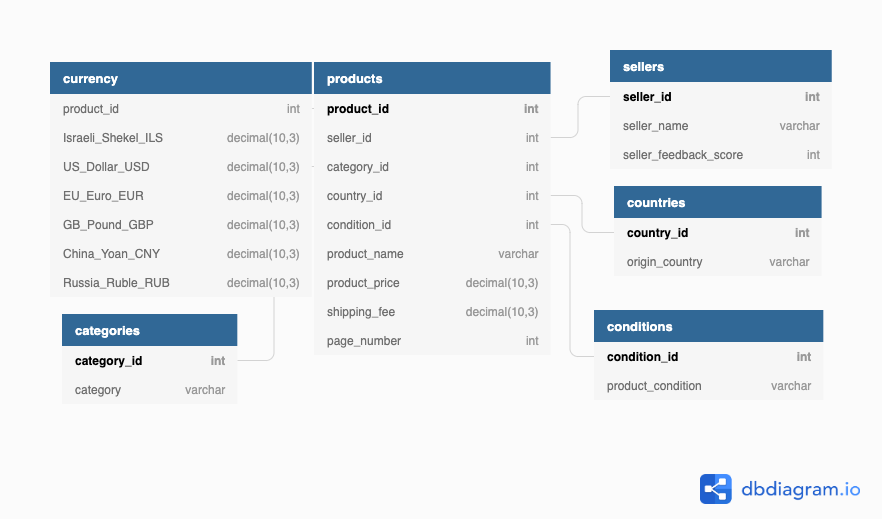 currency
product_id int
Israeli_Shekel_ILS decimal(10,3)
US_Dollar_USD decimal(10,3)
EU_Euro_EUR decimal(10,3)
GB_Pound_GBP decimal(10,3)
China_Yoan_CNY decimal(10,3)
Russia_Ruble_RUB decimal(10,3)
categories
category_id int
category varchar
products
product_id int
seller_id int
category_id int
country_id int
condition_id int
product_name varchar
product_price decimal(10,3)
shipping_fee decimal(10,3)
page_number int
sellers
seller_id int
seller_name varchar
seller_feedback_score int
countries
country_id int
origin_country varchar
conditions
condition_id int
product_condition varchar
dbdiagram.io